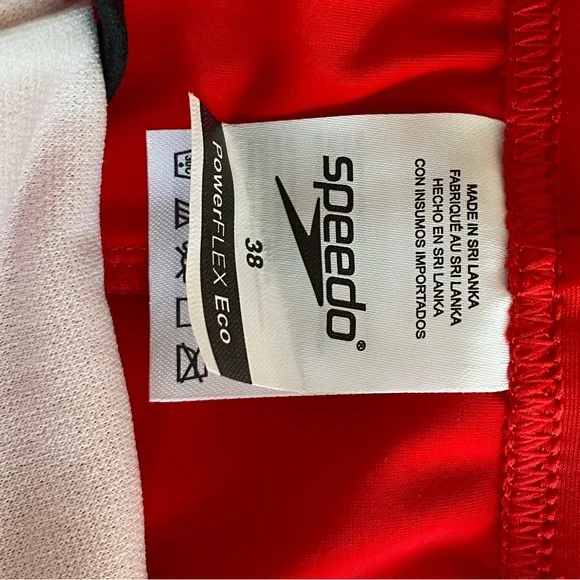 MADE IN SRI LANKA
FABRIQUÉ AU SRI LANKA
HECHO EN SRI LANKA
CON INSUMOS IMPORTADOS
speedo®
38
PowerFLEX Eco